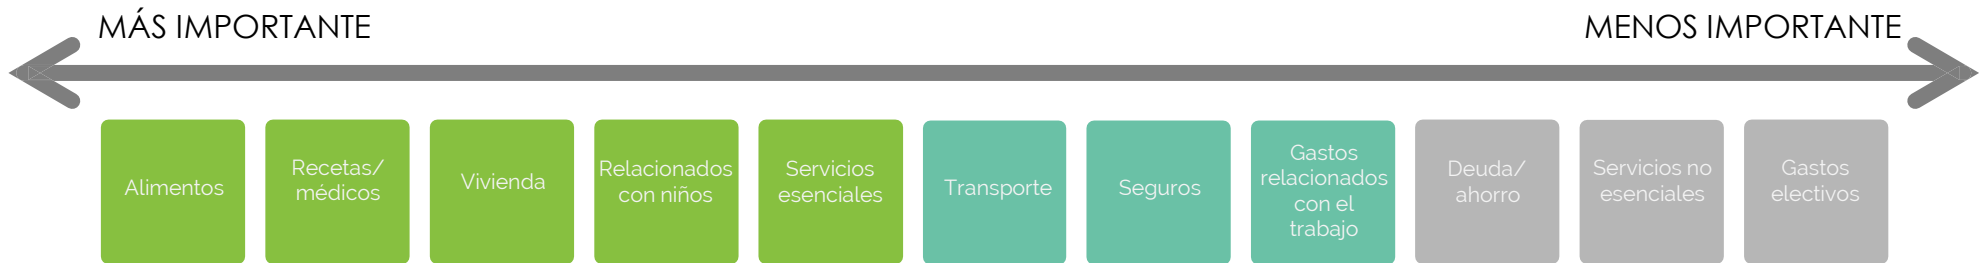 MÁS IMPORTANTE
MENOS IMPORTANTE
Alimentos
Recetas/
médicos
Vivienda
Relacionados
con niños
Servicios
esenciales
Transporte
Seguros
Gastos
relacionados
con el
trabajo
Deuda/
ahorro
Servicios no
esenciales
Gastos
electivos